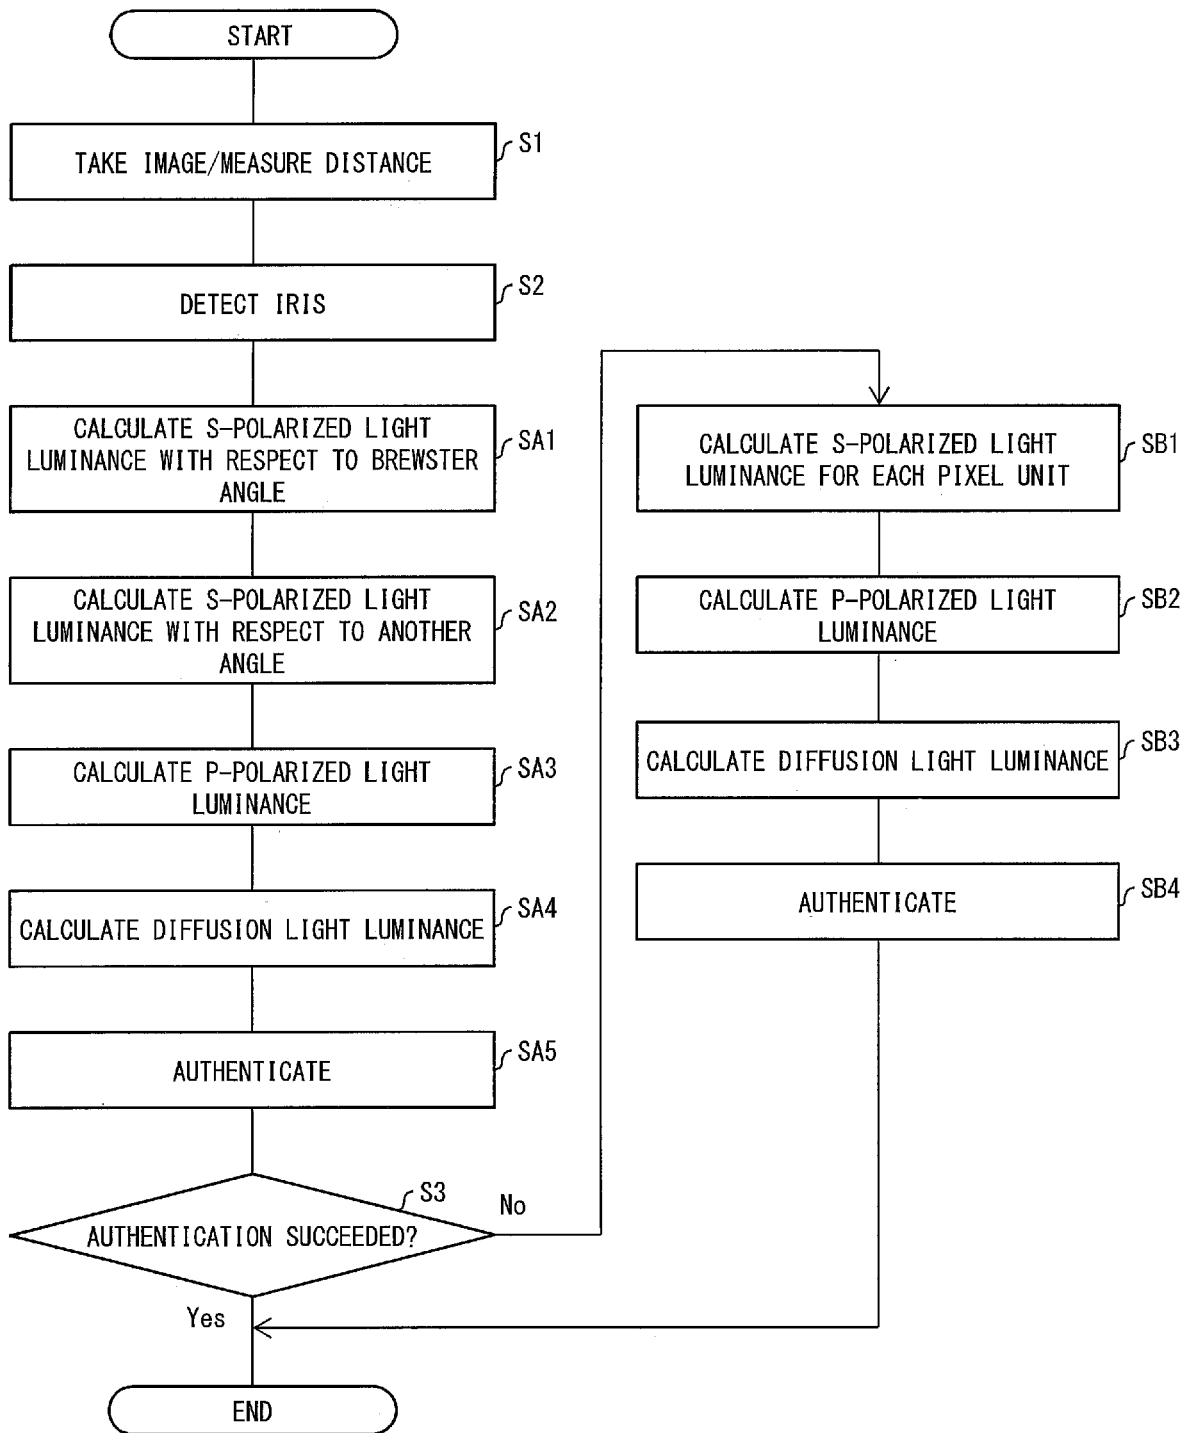 START
TAKE IMAGE/MEASURE DISTANCE
S1
DETECT IRIS
S2
CALCULATE S-POLARIZED LIGHT
LUMINANCE WITH RESPECT TO BREWSTER
ANGLE
SA1
CALCULATE S-POLARIZED LIGHT
LUMINANCE WITH RESPECT TO ANOTHER
ANGLE
SA2
CALCULATE P-POLARIZED LIGHT
LUMINANCE
SA3
CALCULATE DIFFUSION LIGHT LUMINANCE
SA4
AUTHENTICATE
SA5
AUTHENTICATION SUCCEEDED?
S3
No
Yes
CALCULATE S-POLARIZED LIGHT
LUMINANCE FOR EACH PIXEL UNIT
SB1
CALCULATE P-POLARIZED LIGHT
LUMINANCE
SB2
CALCULATE DIFFUSION LIGHT LUMINANCE
SB3
AUTHENTICATE
SB4
END